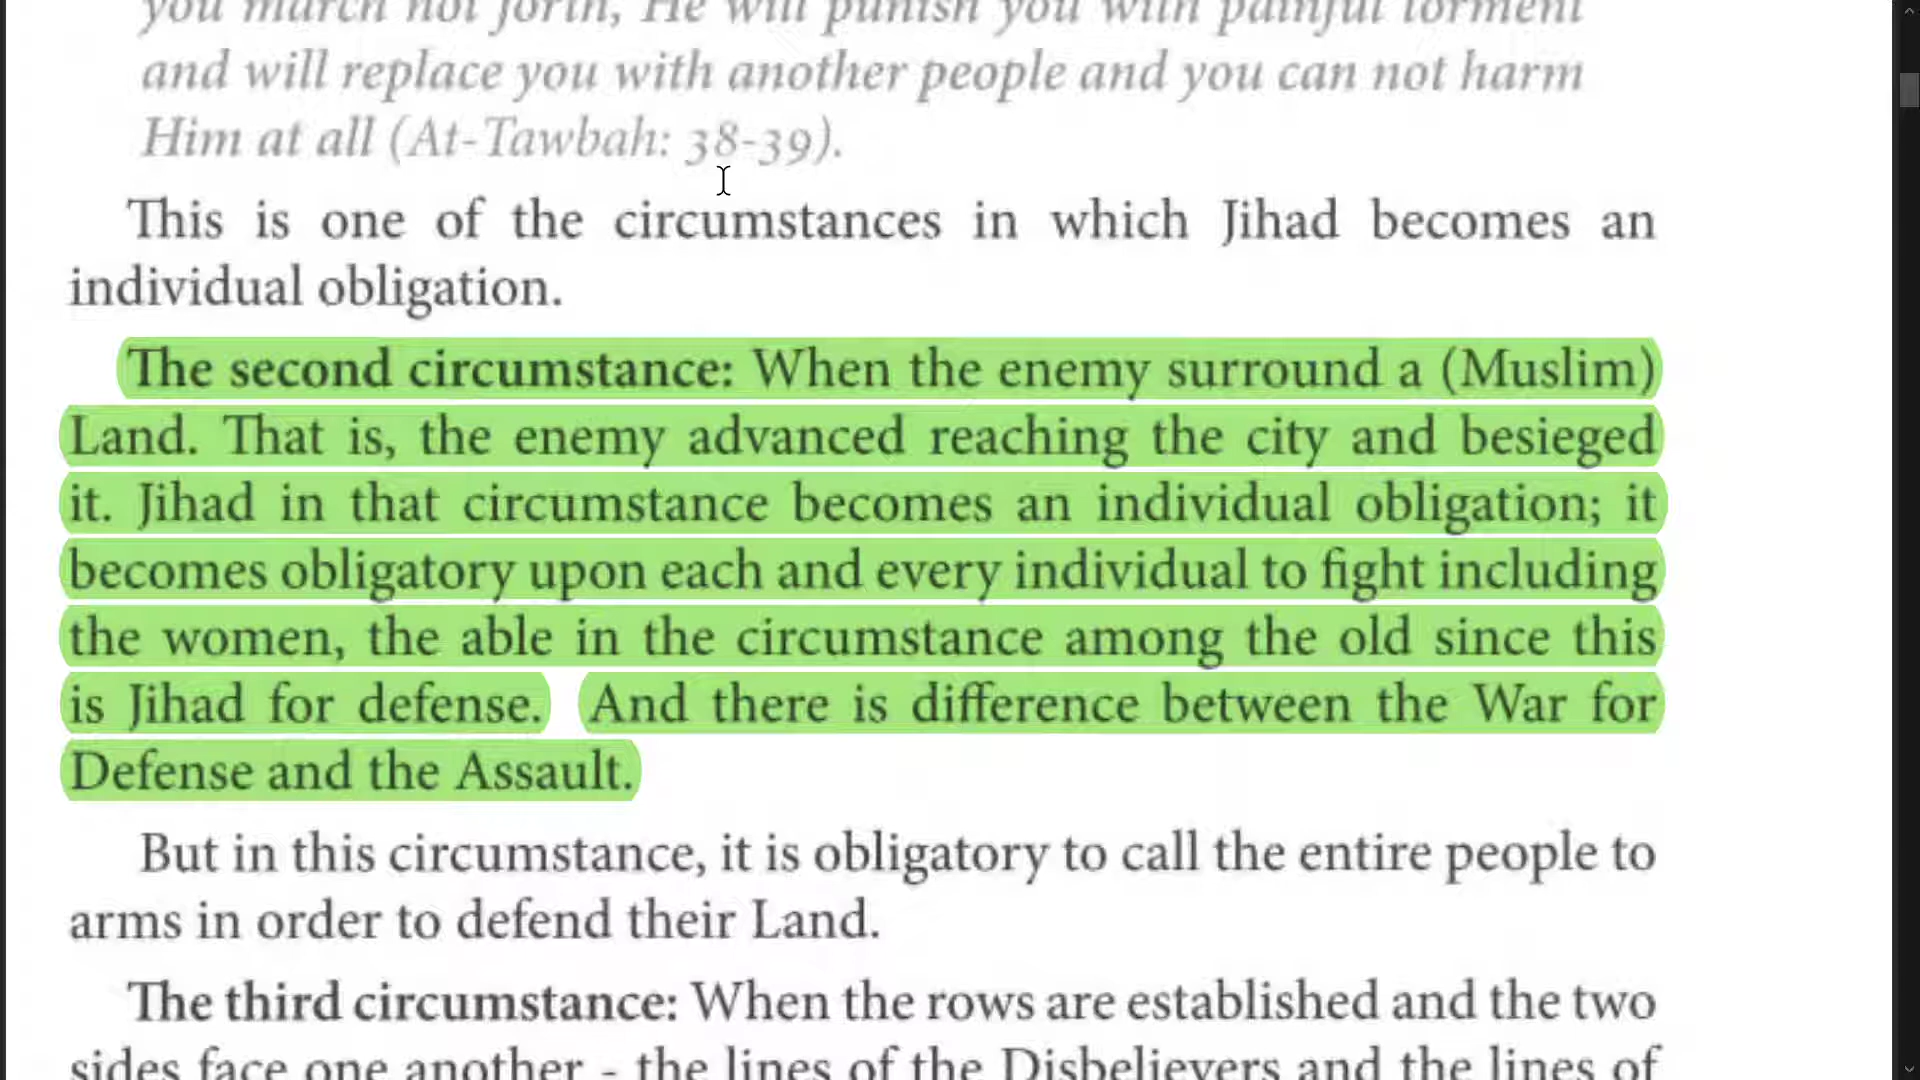 you march not forth, He will punish you with painful torment
and will replace you with another people and you can not harm
Him at all (At-Tawbah: 38-39).
This is one of the circumstances in which Jihad becomes an
individual obligation.
The second circumstance: When the enemy surround a (Muslim)
Land. That is, the enemy advanced reaching the city and besieged
it. Jihad in that circumstance becomes an individual obligation; it
becomes obligatory upon each and every individual to fight including
the women, the able in the circumstance among the old since this
is Jihad for defense. And there is difference between the War for
Defense and the Assault.
But in this circumstance, it is obligatory to call the entire people to
arms in order to defend their Land.
The third circumstance: When the rows are established and the two
sides face one another - the lines of the Disbelievers and the lines of